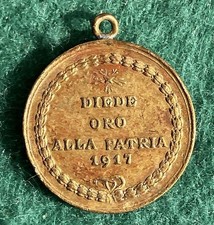 DIEDE
ORO
ALLA PATRIA
1917